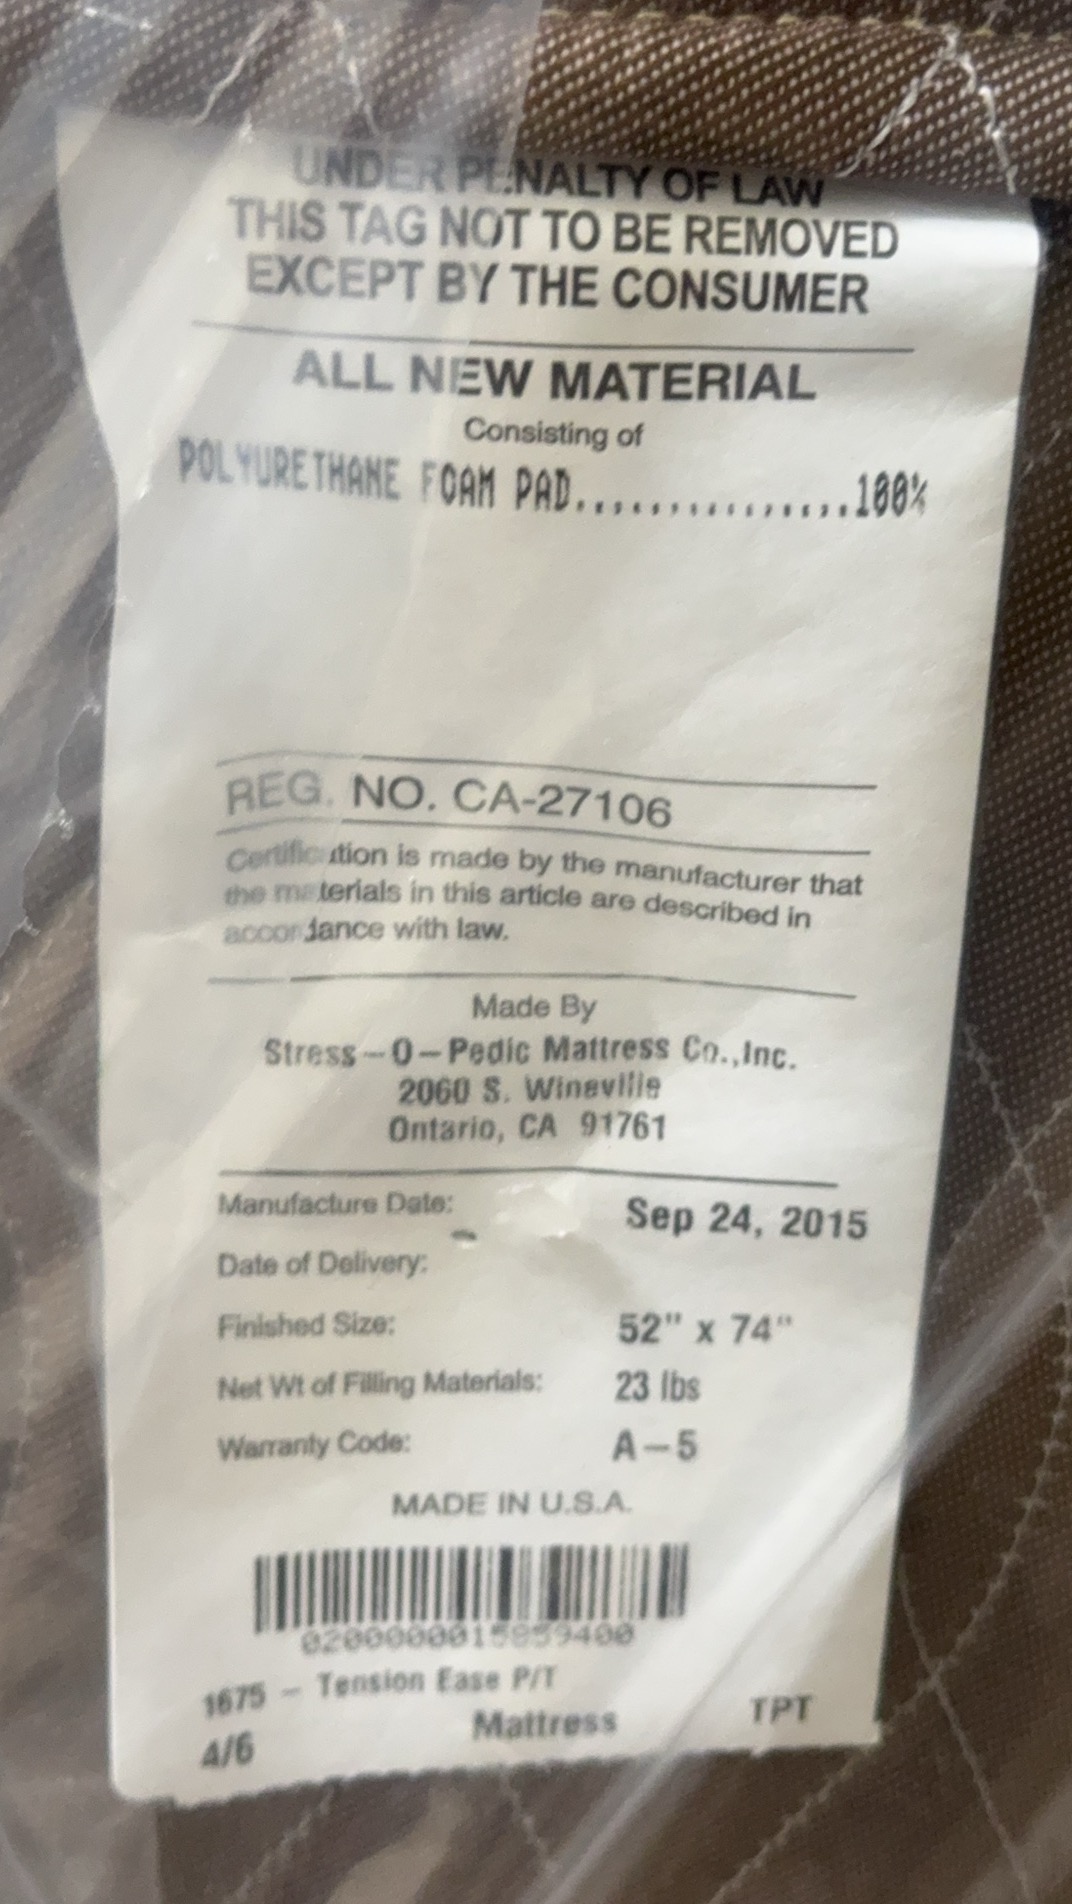 UNDER PENALTY OF LAW
THIS TAG NOT TO BE REMOVED
EXCEPT BY THE CONSUMER
ALL NEW MATERIAL
Consisting of
POLYURETHANE FOAM PAD................100%
REG. NO. CA-27106
Certification is made by the manufacturer that
the materials in this article are described in
accordance with law.
Made By
Stress-O-Pedic Mattress Co.,Inc.
2060 S. Wineville
Ontario, CA 91761
Manufacture Date: Sep 24, 2015
Date of Delivery:
Finished Size: 52" x 74"
Net Wt of Filling Materials: 23 lbs
Warranty Code: A-5
MADE IN U.S.A.
0200000015859400
1675 - Tension Ease P/T
Mattress TPT
4/6